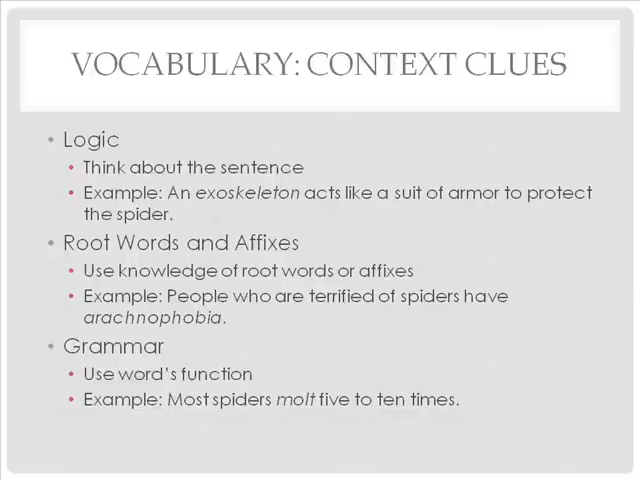 VOCABULARY: CONTEXT CLUES
• Logic
• Think about the sentence
• Example: An exoskeleton acts like a suit of armor to protect
the spider.
• Root Words and Affixes
• Use knowledge of root words or affixes
• Example: People who are terrified of spiders have
arachnophobia.
• Grammar
• Use word's function
• Example: Most spiders molt five to ten times.